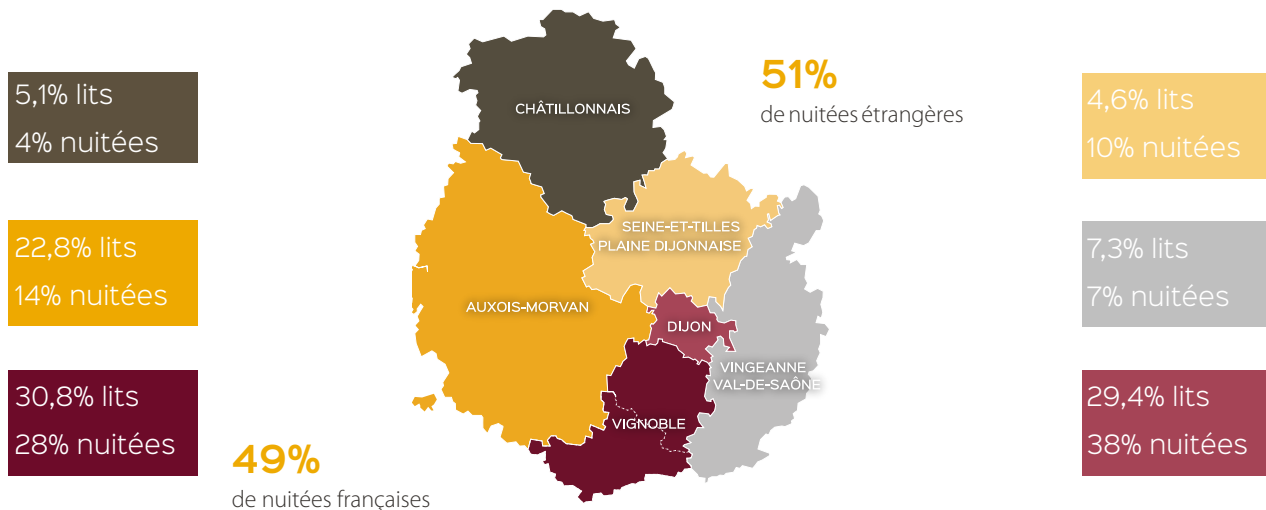 5,1% lits
4% nuitées
22,8% lits
14% nuitées
30,8% lits
28% nuitées
49%
de nuitées françaises
CHÂTILLONNAIS
SEINE-ET-TILLES
PLAINE DIJONNAISE
AUXOIS-MORVAN
DIJON
VINGEANNE
VAL-DE-SAÔNE
VIGNOBLE
51%
de nuitées étrangères
4,6% lits
10% nuitées
7,3% lits
7% nuitées
29,4% lits
38% nuitées